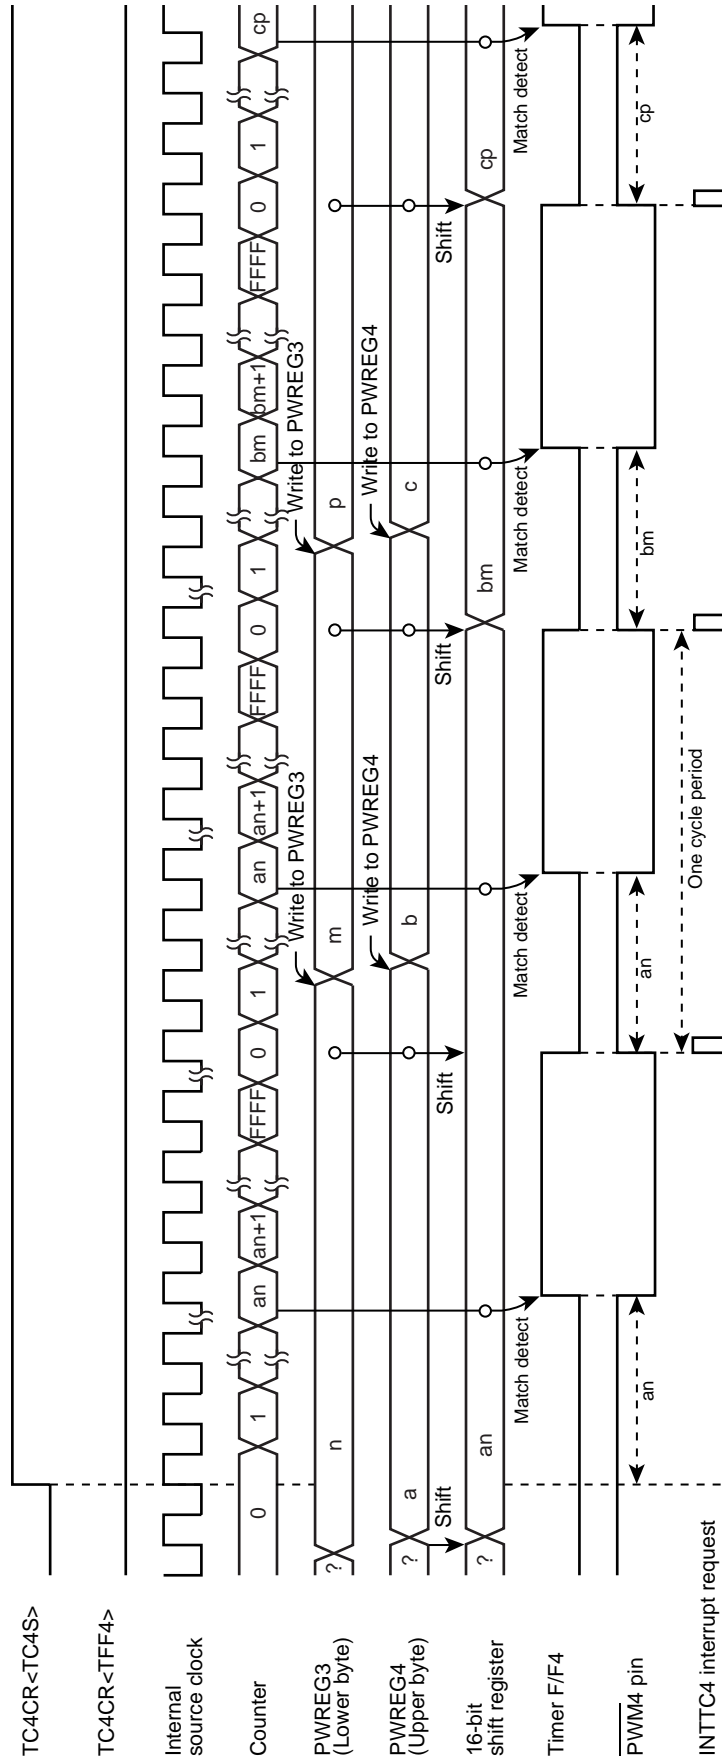 TC4CR<TC4S>
TC4CR<TFF4>
Internal
source clock
Counter
0
1
an
an+1
FFFF
0
1
an
an+1
FFFF
0
1
bm
bm+1
FFFF
0
1
cp
PWREG3
(Lower byte)
?
n
Write to PWREG3
m
Write to PWREG3
p
PWREG4
(Upper byte)
?
a
Write to PWREG4
b
Write to PWREG4
c
Shift
Shift
Shift
Shift
16-bit
shift register
?
an
bm
cp
Match detect
Match detect
Match detect
Match detect
Timer F/F4
PWM4 pin
an
an
bm
cp
One cycle period
INTTC4 interrupt request